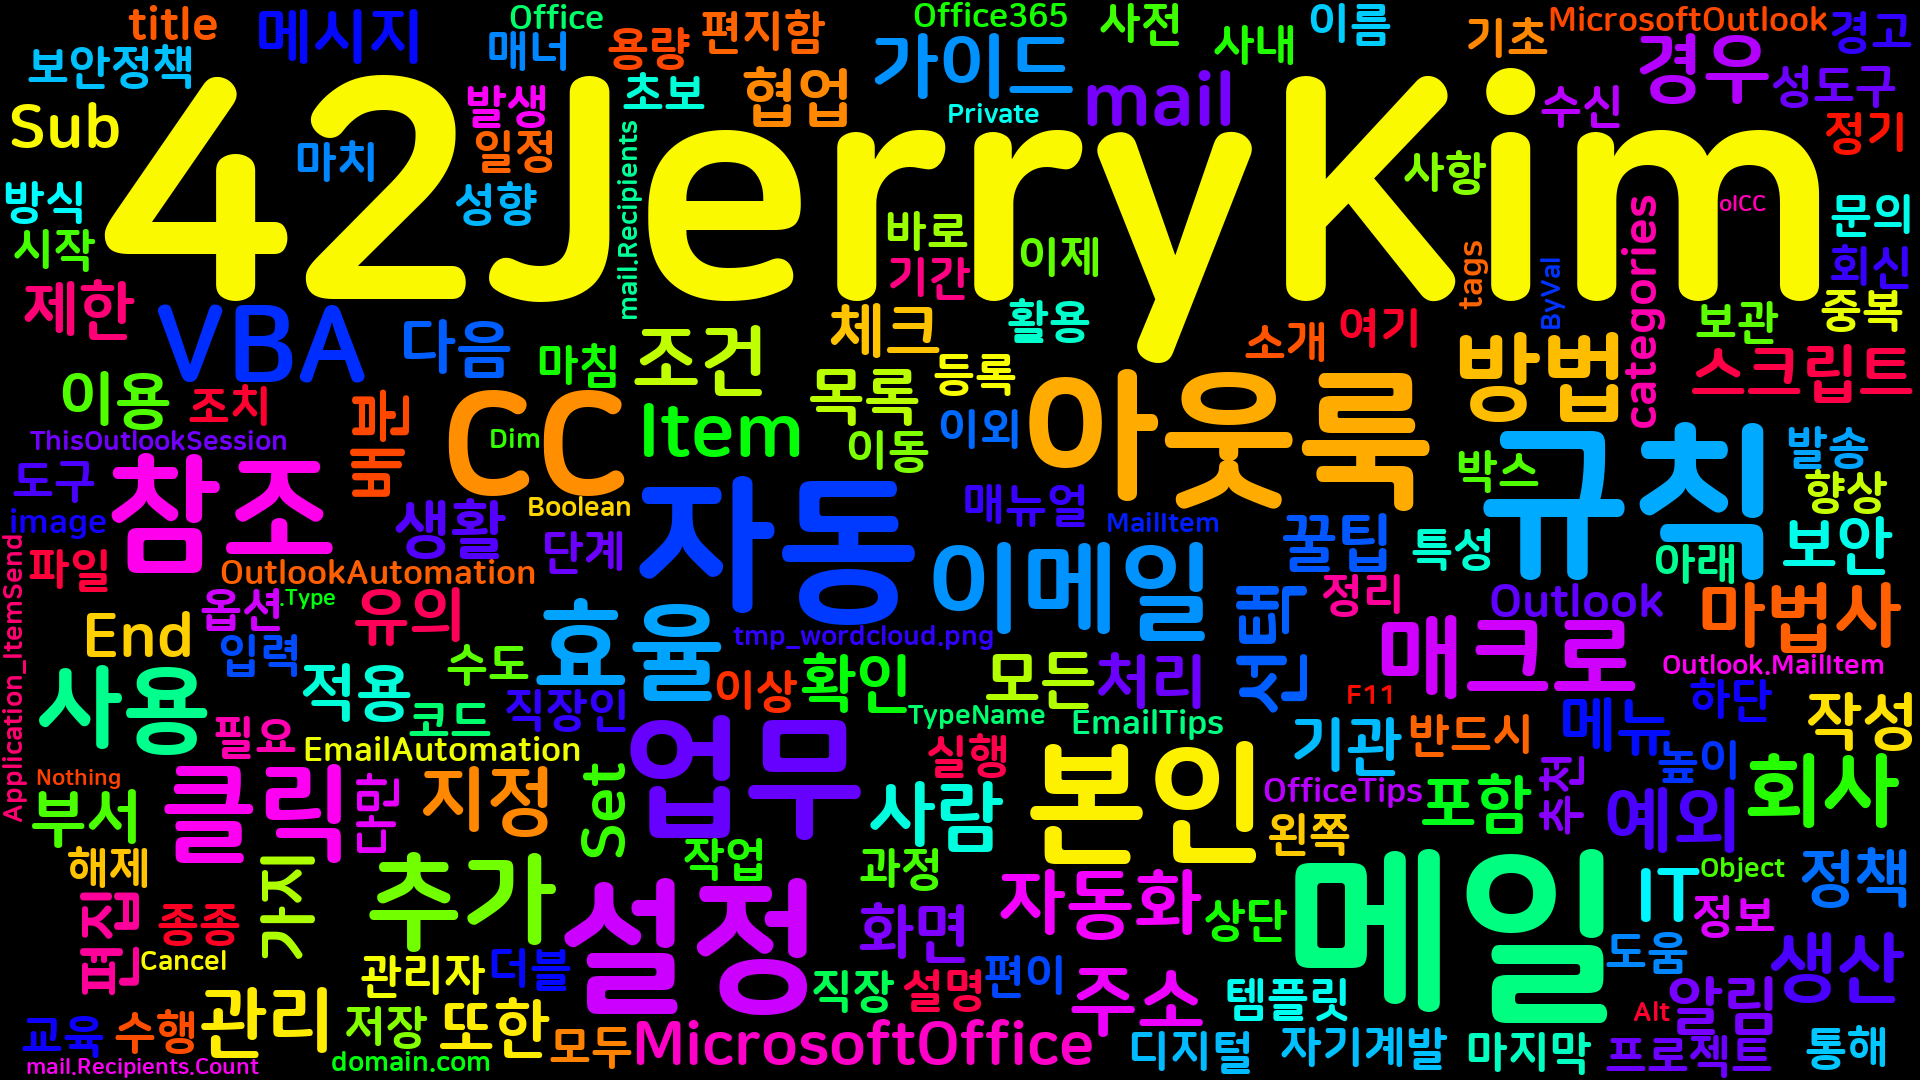 title
메시지
Office
매너
용량
편지함
Office365
사전
사내
이름
기초
MicrosoftOutlook
경고
보안정책
발생
초보
협업
가이드
mail
Private
경우
성도구
수신
정기
Sub
42JerryKim
마치
일정
성향
mail.Recipients
사항
방식
시작
바로
기간
이제
categories
olCC
문의
회신
tags
ByVal
제한
VBA
다음
마침
조건
체크
활용
소개
여기
방법
보관
중복
스크립트
이용
조치
기본
CC
Item
목록
등록
이동
이외
아웃룩
규칙
박스
발송
향상
ThisOutlookSession
도구
image
파일
참조
Dim
Boolean
생활
단계
자동
매뉴얼
MailItem
이메일
꿀팁
특성
아래
보안
OutlookAutomation
.Type
옵션
유의
입력
End
효율
tmp_wordcloud.png
선택
정리
Outlook
마법사
매크로
Application_ItemSend
사용
적용
수도
직장인
코드
필요
이상
확인
모든
처리
Outlook.MailItem
F11
하단
작성
EmailAutomation
TypeName
EmailTips
실행
기관
반드시
메뉴
높이
Nothing
부서
클릭
다만
지정
Set
업무
사람
본인
OfficeTips
포함
추천
예외
회사
왼쪽
해제
편집
종종
가지
추가
작업
과정
설정
자동화
화면
상단
메일
IT
Object
정보
정책
Cancel
관리자
더블
직장
설명
편이
주소
템플릿
도움
생산
알림
Alt
교육
수행
관리
저장
또한
모두
MicrosoftOffice
디지털
자기계발
마지막
프로젝트
통해
mail.Recipients.Count
domain.com